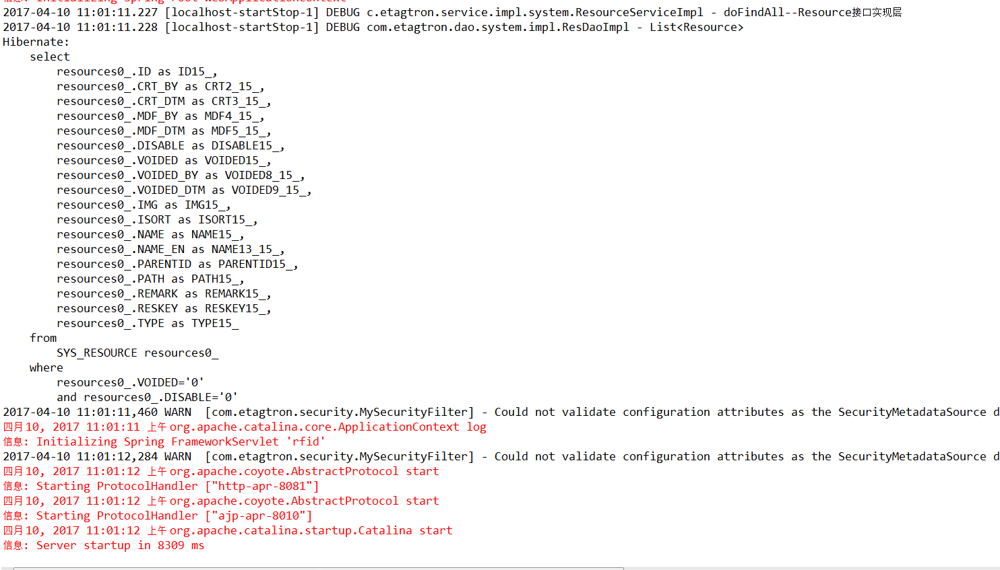 信息: Initializing Spring root WebApplicationContext
2017-04-10 11:01:11.227 [localhost-startStop-1] DEBUG c.etagtron.service.impl.system.ResourceServiceImpl - doFindAll--Resource接口实现层
2017-04-10 11:01:11.228 [localhost-startStop-1] DEBUG com.etagtron.dao.system.impl.ResDaoImpl - List<Resource>
Hibernate:
    select
        resources0_.ID as ID15_,
        resources0_.CRT_BY as CRT2_15_,
        resources0_.CRT_DTM as CRT3_15_,
        resources0_.MDF_BY as MDF4_15_,
        resources0_.MDF_DTM as MDF5_15_,
        resources0_.DISABLE as DISABLE15_,
        resources0_.VOIDED as VOIDED15_,
        resources0_.VOIDED_BY as VOIDED8_15_,
        resources0_.VOIDED_DTM as VOIDED9_15_,
        resources0_.IMG as IMG15_,
        resources0_.ISORT as ISORT15_,
        resources0_.NAME as NAME15_,
        resources0_.NAME_EN as NAME13_15_,
        resources0_.PARENTID as PARENTID15_,
        resources0_.PATH as PATH15_,
        resources0_.REMARK as REMARK15_,
        resources0_.RESKEY as RESKEY15_,
        resources0_.TYPE as TYPE15_
    from
        SYS_RESOURCE resources0_
    where
        resources0_.VOIDED='0'
        and resources0_.DISABLE='0'
2017-04-10 11:01:11,460 WARN  [com.etagtron.security.MySecurityFilter] - Could not validate configuration attributes as the SecurityMetadataSource d
四月 10, 2017 11:01:11 上午 org.apache.catalina.core.ApplicationContext log
信息: Initializing Spring FrameworkServlet 'rfid'
2017-04-10 11:01:12,284 WARN  [com.etagtron.security.MySecurityFilter] - Could not validate configuration attributes as the SecurityMetadataSource d
四月 10, 2017 11:01:12 上午 org.apache.coyote.AbstractProtocol start
信息: Starting ProtocolHandler ["http-apr-8081"]
四月 10, 2017 11:01:12 上午 org.apache.coyote.AbstractProtocol start
信息: Starting ProtocolHandler ["ajp-apr-8010"]
四月 10, 2017 11:01:12 上午 org.apache.catalina.startup.Catalina start
信息: Server startup in 8309 ms